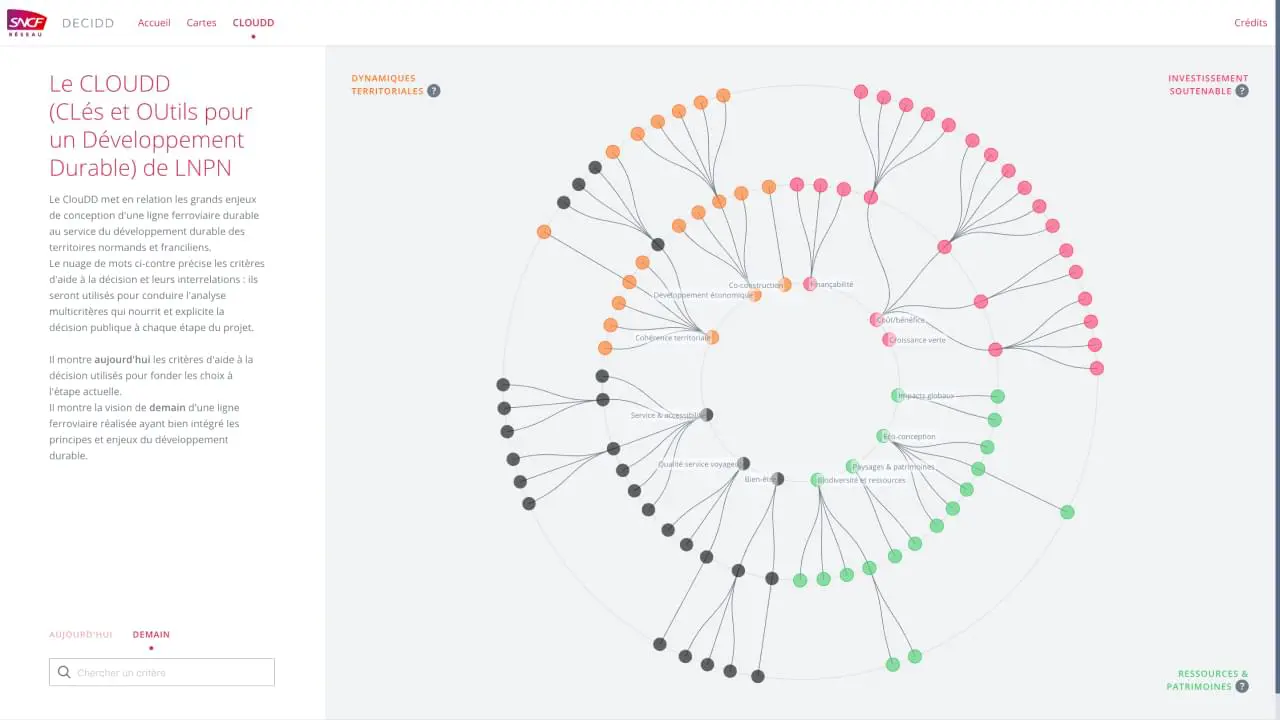 SNCF
RÉSEAU
DECIDD
Accueil
Cartes
CLOUDD
Crédits
Le CLOUDD
(CLés et OUtils pour
un Développement
Durable) de LNPN
Le ClouDD met en relation les grands enjeux
de conception d'une ligne ferroviaire durable
au service du développement durable des
territoires normands et franciliens.
Le nuage de mots ci-contre précise les critères
d'aide à la décision et leurs interrelations : ils
seront utilisés pour conduire l'analyse
multicritères qui nourrit et explicite la
décision publique à chaque étape du projet.
Il montre aujourd'hui les critères d'aide à la
décision utilisés pour fonder les choix à
l'étape actuelle.
Il montre la vision de demain d'une ligne
ferroviaire réalisée ayant bien intégré les
principes et enjeux du développement
durable.
AUJOURD'HUI
DEMAIN
Chercher un critère
DYNAMIQUES
TERRITORIALES ?
INVESTISSEMENT
SOUTENABLE ?
Co-construction
Finançabilité
Développement économique
Coût/bénéfice
Cohérence territoriale
Croissance verte
Impacts globaux
Service & accessibilité
Eco-conception
Qualité service voyageur
Paysages & patrimoines
Bien-être
Biodiversité et ressources
RESSOURCES &
PATRIMOINES ?